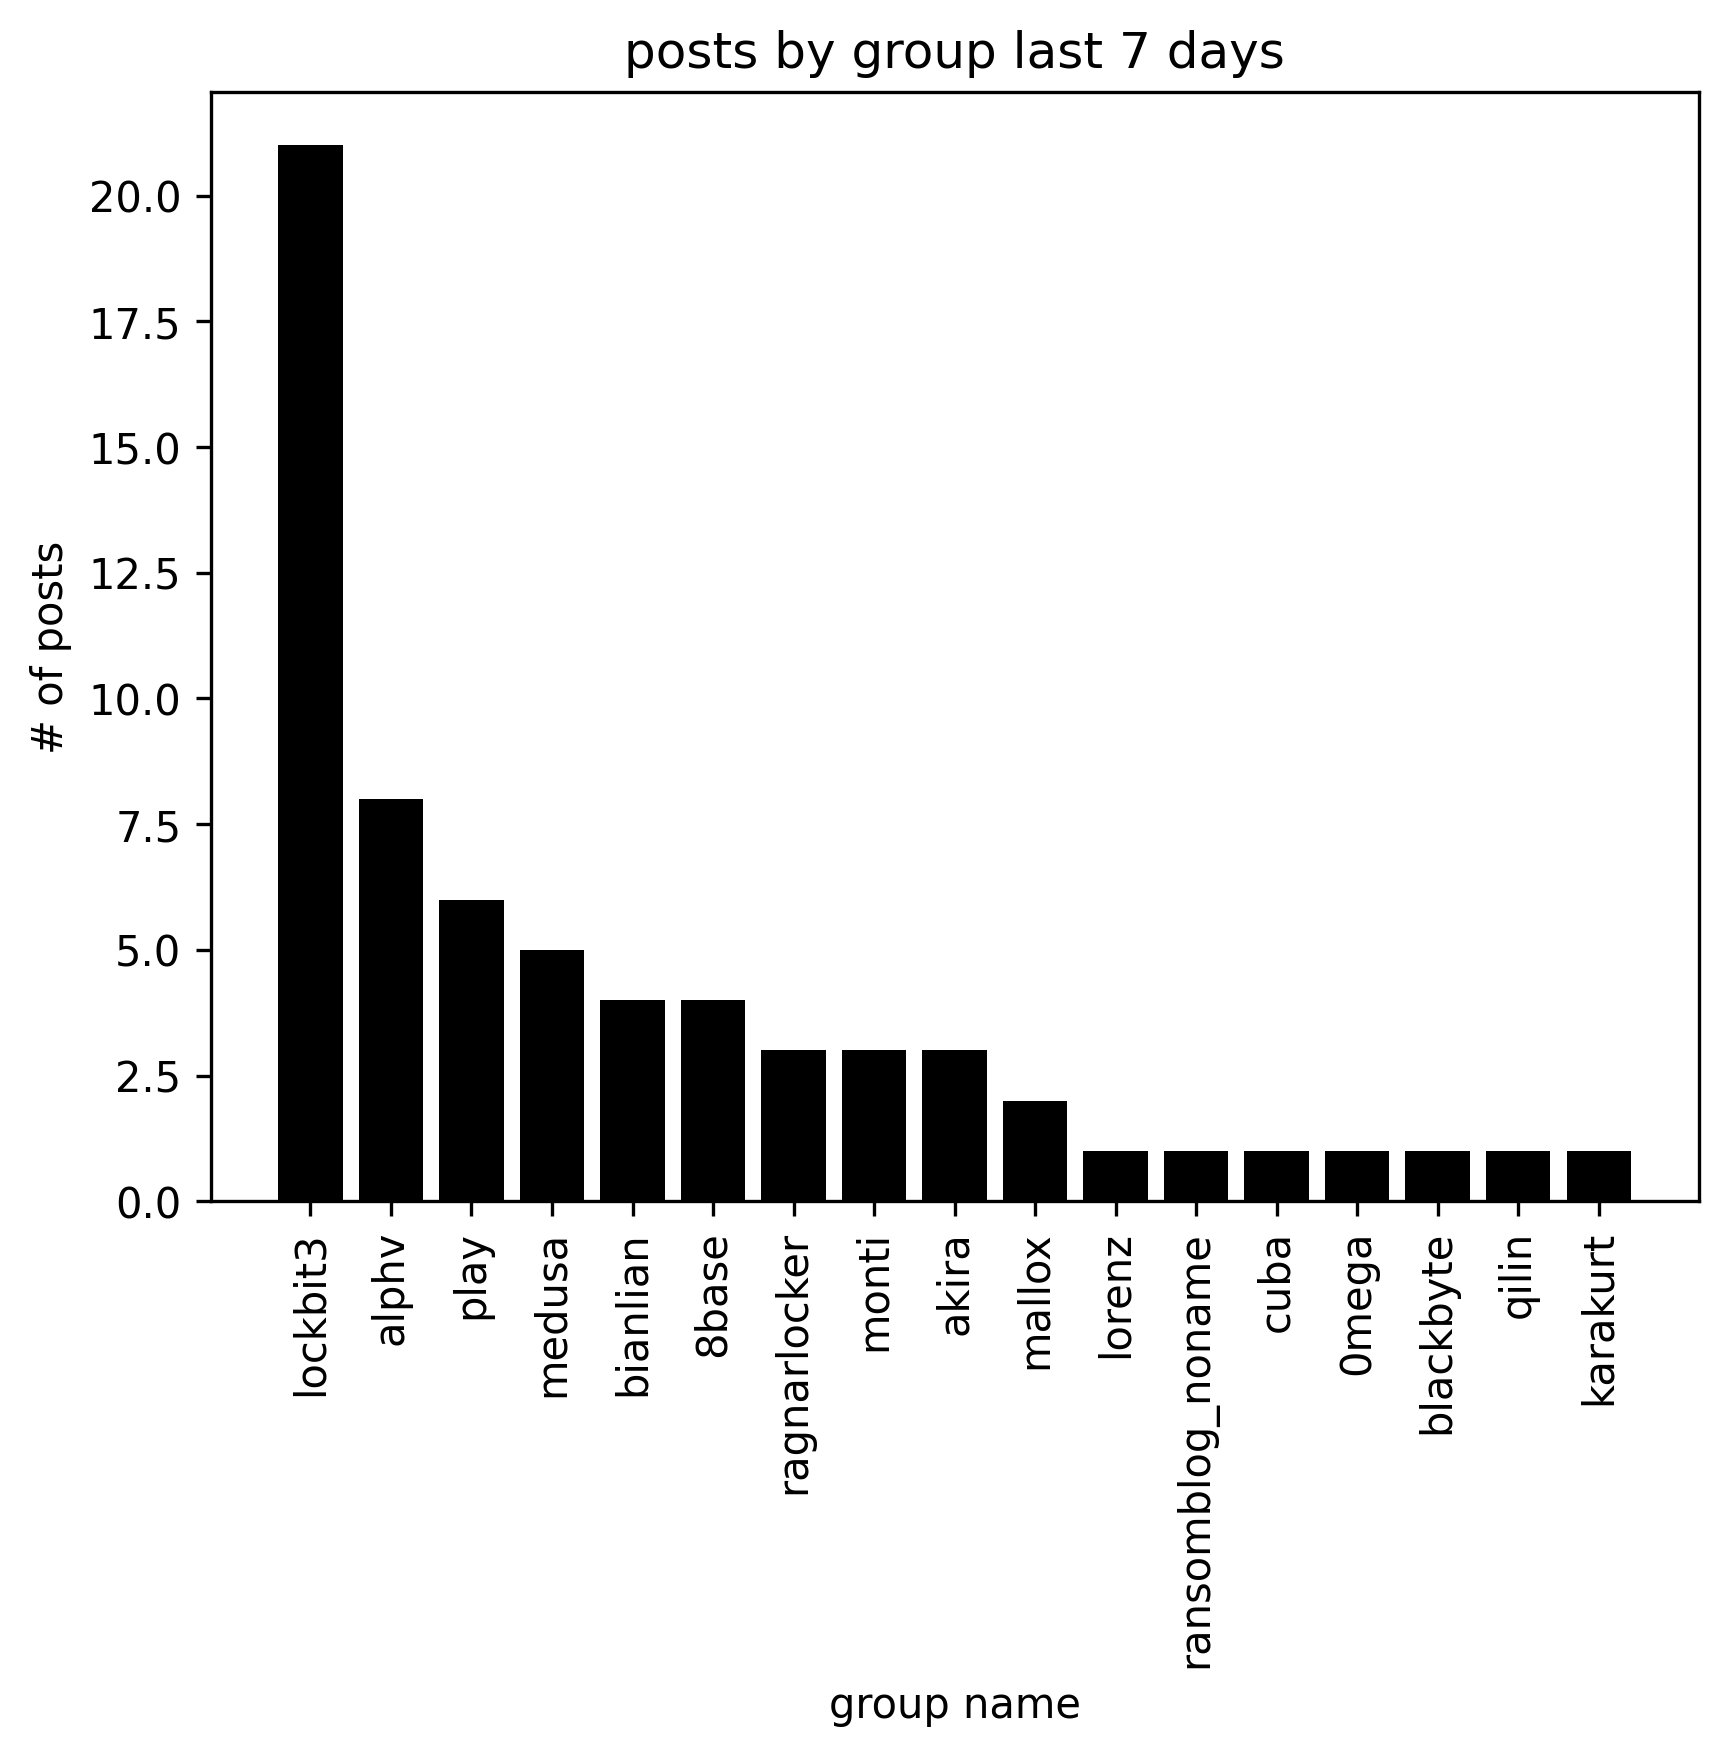 posts by group last 7 days
# of posts
20.0
17.5
15.0
12.5
10.0
7.5
5.0
2.5
0.0
lockbit3
alphv
play
medusa
bianlian
8base
ragnarlocker
monti
akira
mallox
lorenz
ransomblog_noname
cuba
0mega
blackbyte
qilin
karakurt
group name